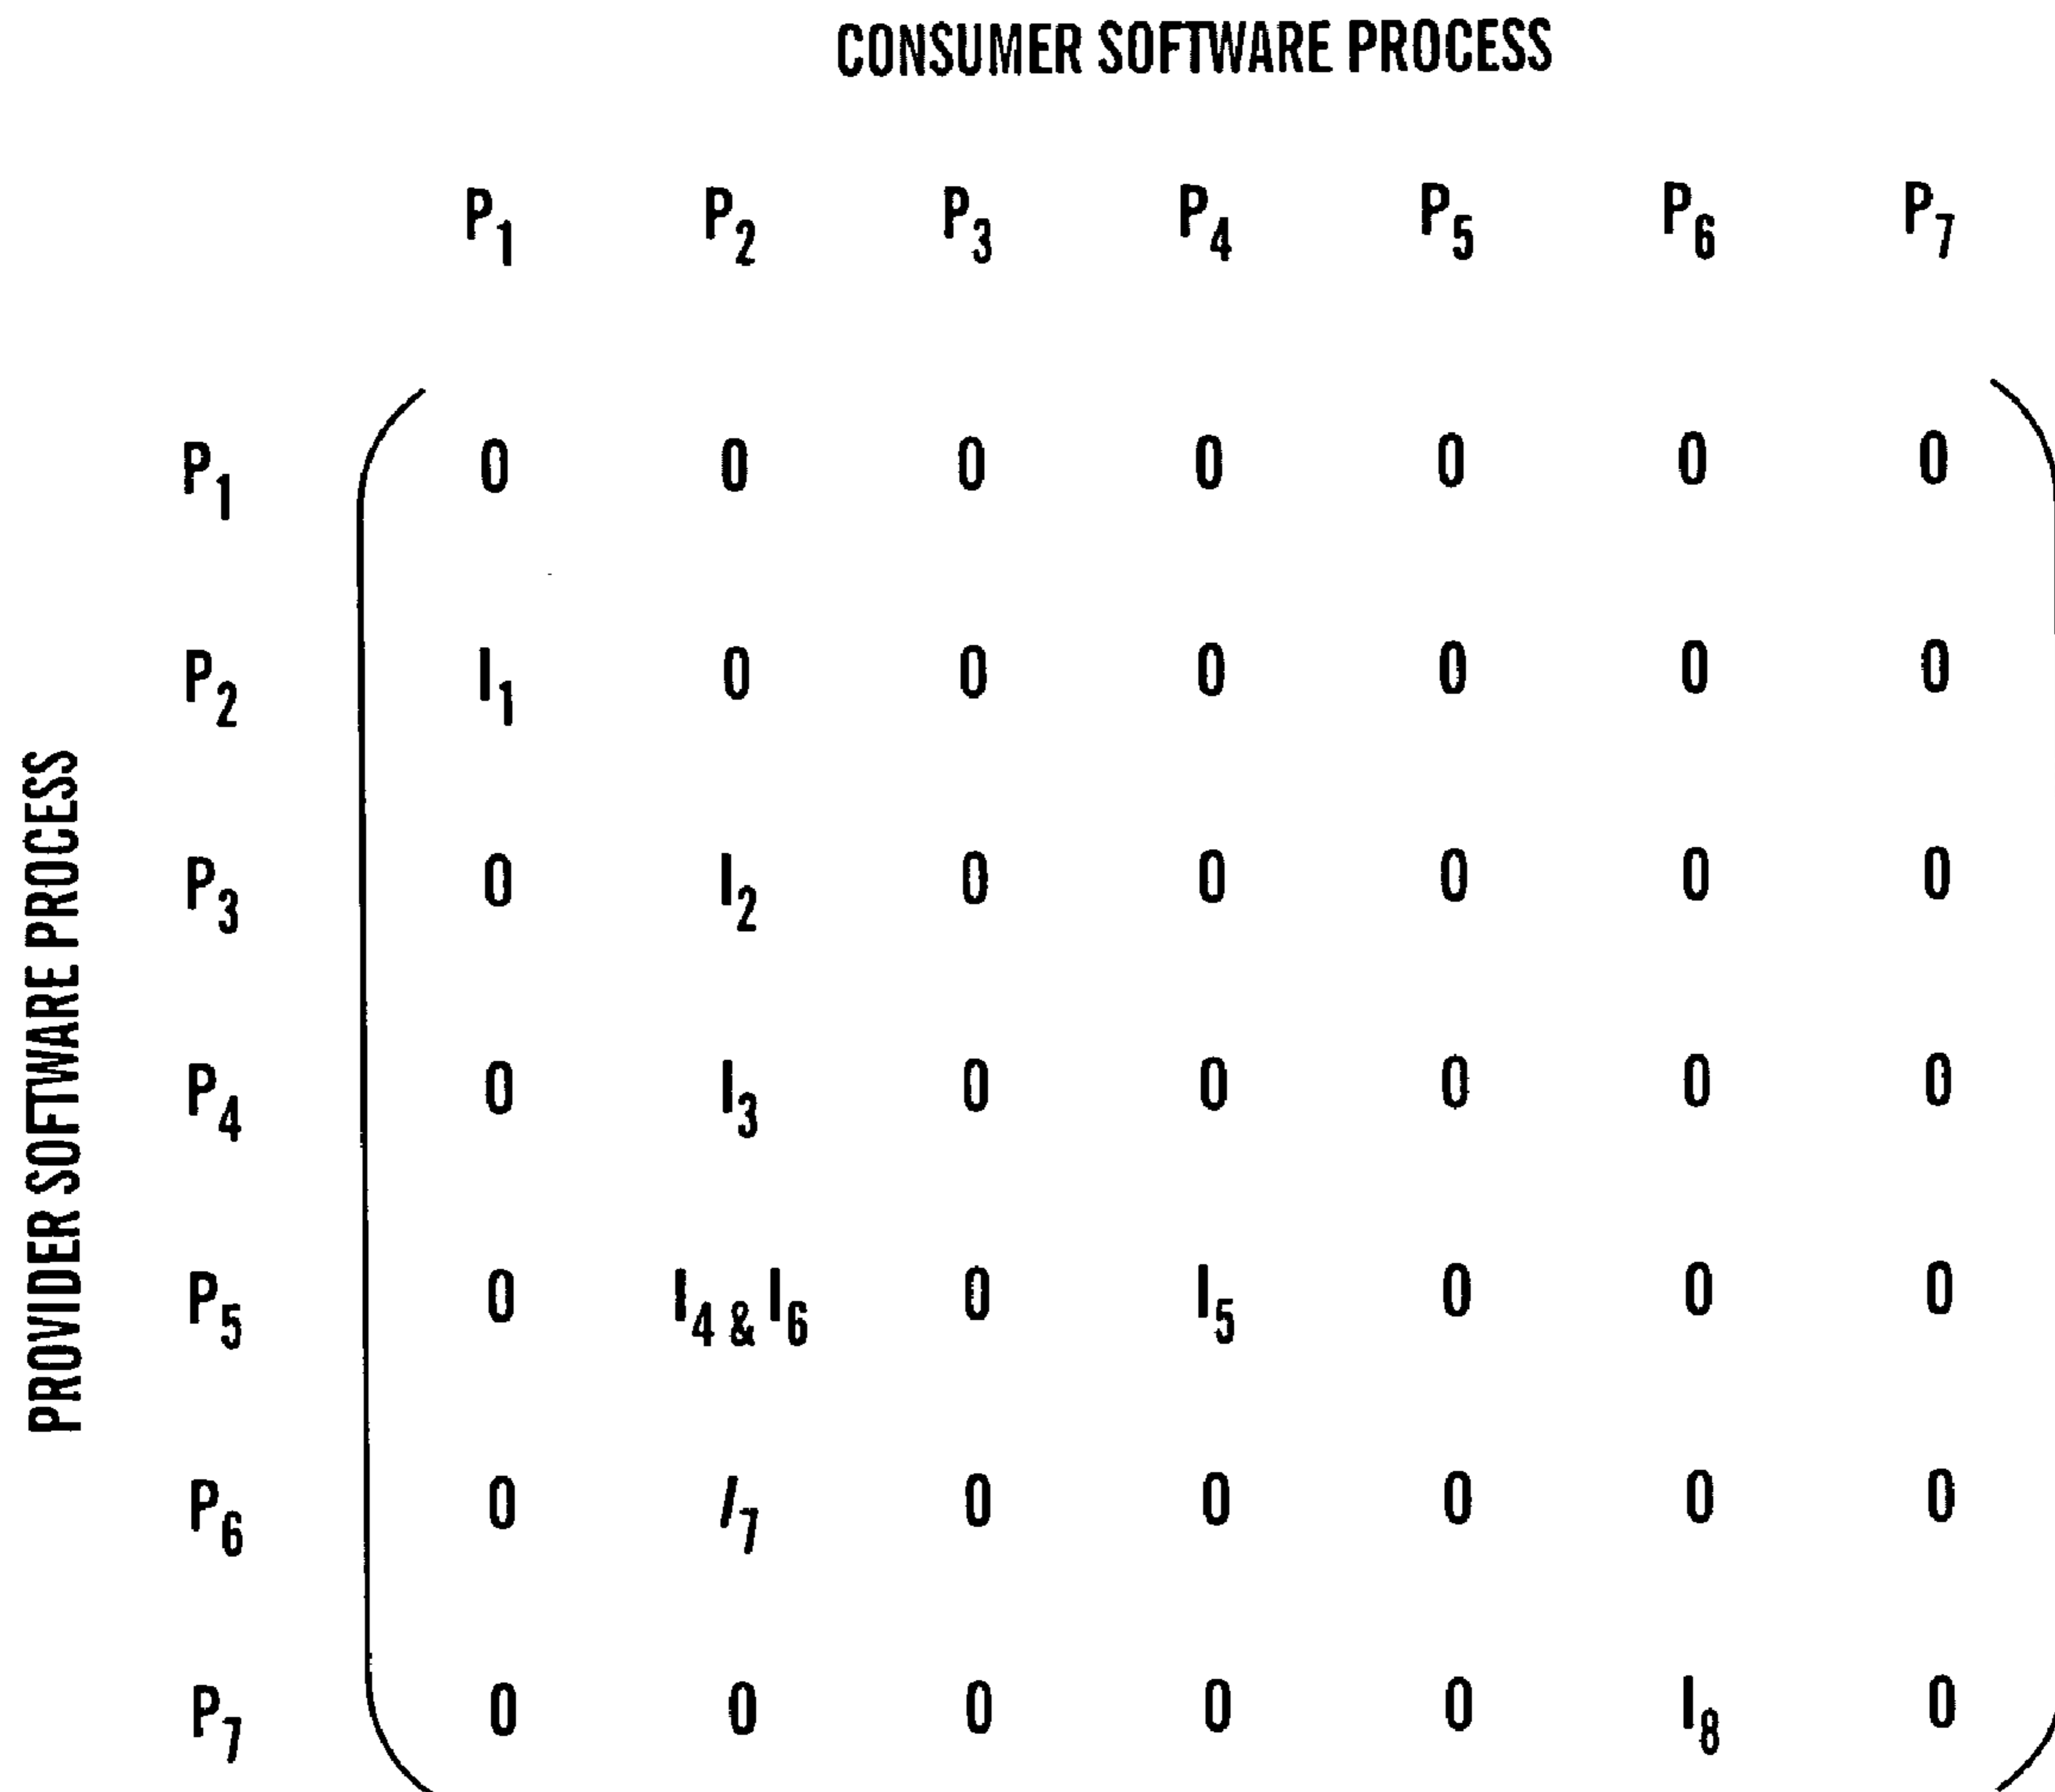 CONSUMER SOFTWARE PROCESS
P1 P2 P3 P4 P5 P6 P7
PROVIDER SOFTWARE PROCESS
P1 0 0 0 0 0 0 0
P2 I1 0 0 0 0 0 0
P3 0 I2 0 0 0 0 0
P4 0 I3 0 0 0 0 0
P5 0 I4 & I6 0 I5 0 0 0
P6 0 I7 0 0 0 0 0
P7 0 0 0 0 0 I8 0